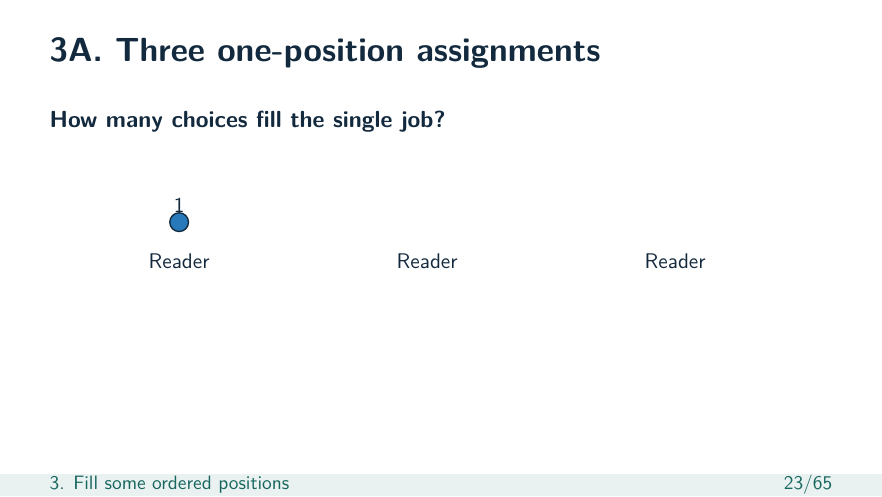 3A. Three one-position assignments
How many choices fill the single job?
1
Reader Reader Reader
3. Fill some ordered positions 23/65